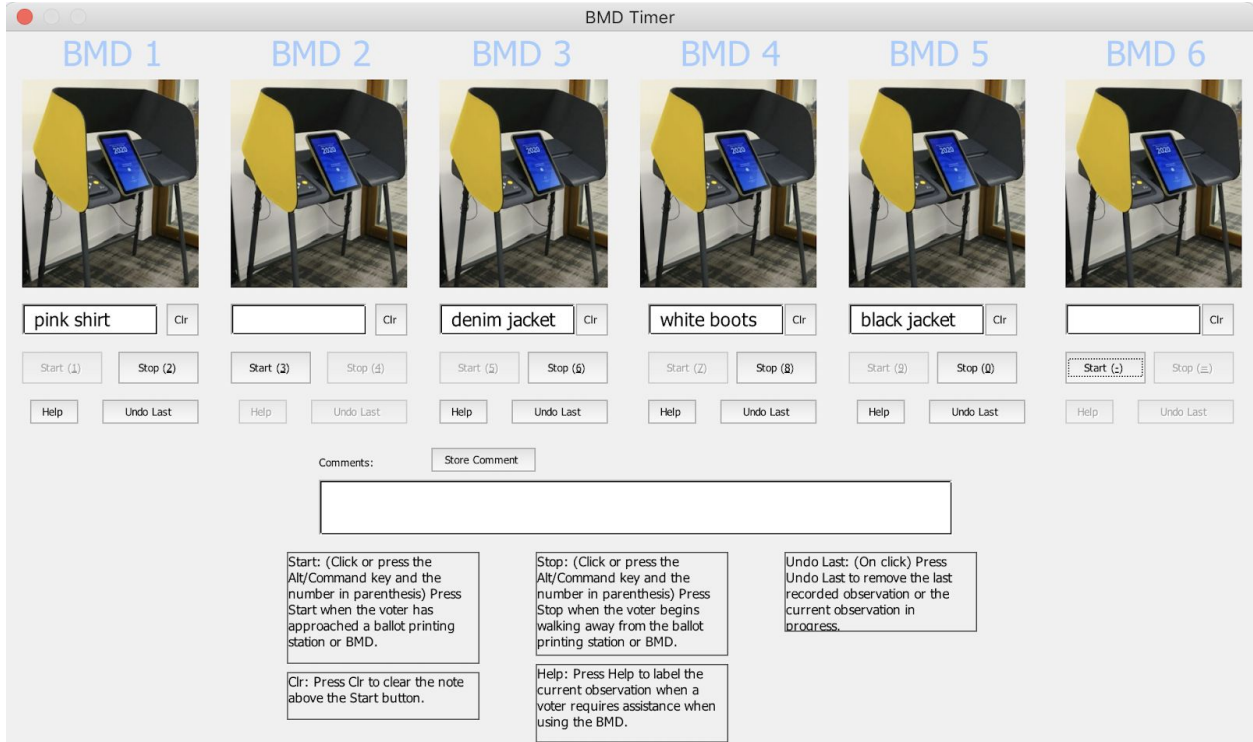 BMD Timer
BMD 1 BMD 2 BMD 3 BMD 4 BMD 5 BMD 6
2020 2020 2020 2020 2020 2020
pink shirt Clr Clr denim jacket Clr white boots Clr black jacket Clr Clr
Start (1) Stop (2) Start (3) Stop (4) Start (5) Stop (6) Start (7) Stop (8) Start (9) Stop (0) Start (-) Stop (=)
Help Undo Last Help Undo Last Help Undo Last Help Undo Last Help Undo Last Help Undo Last
Comments: Store Comment
Start: (Click or press the
Alt/Command key and the
number in parenthesis) Press
Start when the voter has
approached a ballot printing
station or BMD.
Clr: Press Clr to clear the note
above the Start button.
Stop: (Click or press the
Alt/Command key and the
number in parenthesis) Press
Stop when the voter begins
walking away from the ballot
printing station or BMD.
Help: Press Help to label the
current observation when a
voter requires assistance when
using the BMD.
Undo Last: (On click) Press
Undo Last to remove the last
recorded observation or the
current observation in
progress.